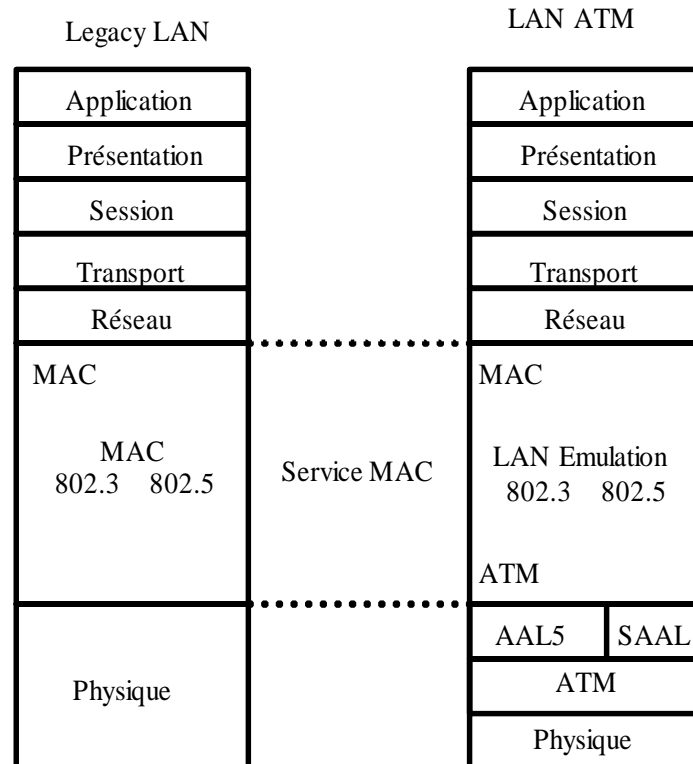 Legacy LAN
Application
Présentation
Session
Transport
Réseau
MAC
MAC
802.3 802.5
Physique
Service MAC
LAN ATM
Application
Présentation
Session
Transport
Réseau
MAC
LAN Emulation
802.3 802.5
ATM
AAL5 SAAL
ATM
Physique